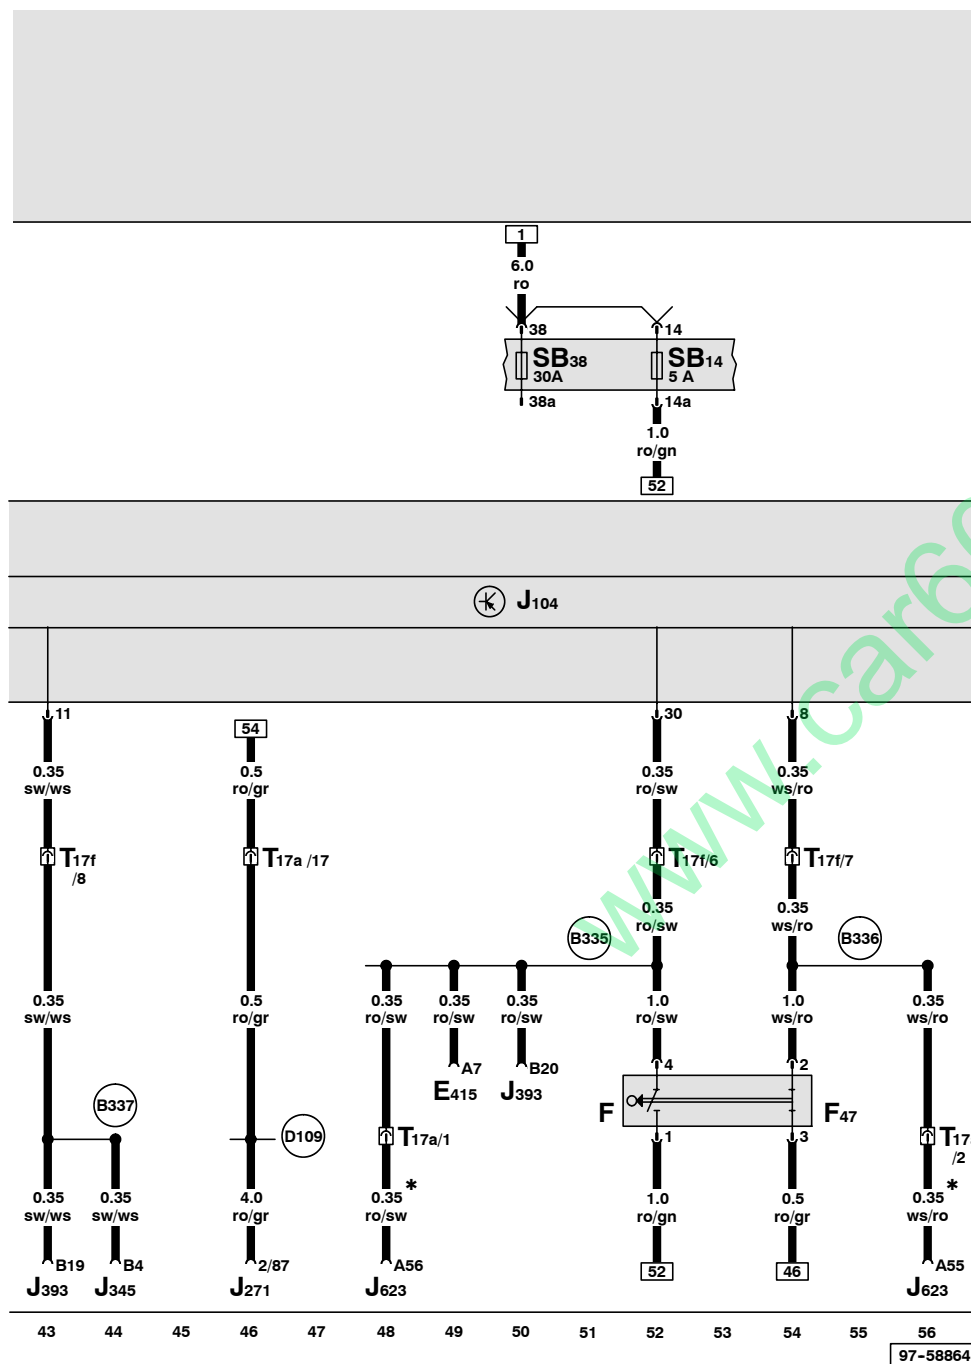 1
6.0
ro
38
14
SB38
30A
SB14
5 A
38a
14a
1.0
ro/gn
52
J104
11
30
8
54
0.35
sw/ws
0.5
ro/gr
0.35
ro/sw
0.35
ws/ro
T17f
/8
T17a /17
T17f/6
T17f/7
0.35
ro/sw
0.35
ws/ro
B335
B336
0.35
sw/ws
0.5
ro/gr
0.35
ro/sw
0.35
ro/sw
0.35
ro/sw
1.0
ro/sw
1.0
ws/ro
0.35
ws/ro
A7
E415
B20
J393
4
2
F
F47
B337
D109
T17a/1
1
3
T17a
/2
0.35
sw/ws
0.35
sw/ws
4.0
ro/gr
0.35 *
ro/sw
1.0
ro/gn
0.5
ro/gr
0.35 *
ws/ro
B19
J393
B4
J345
2/87
J271
A56
J623
52
46
A55
J623
43 44 45 46 47 48 49 50 51 52 53 54 55 56
97-58864